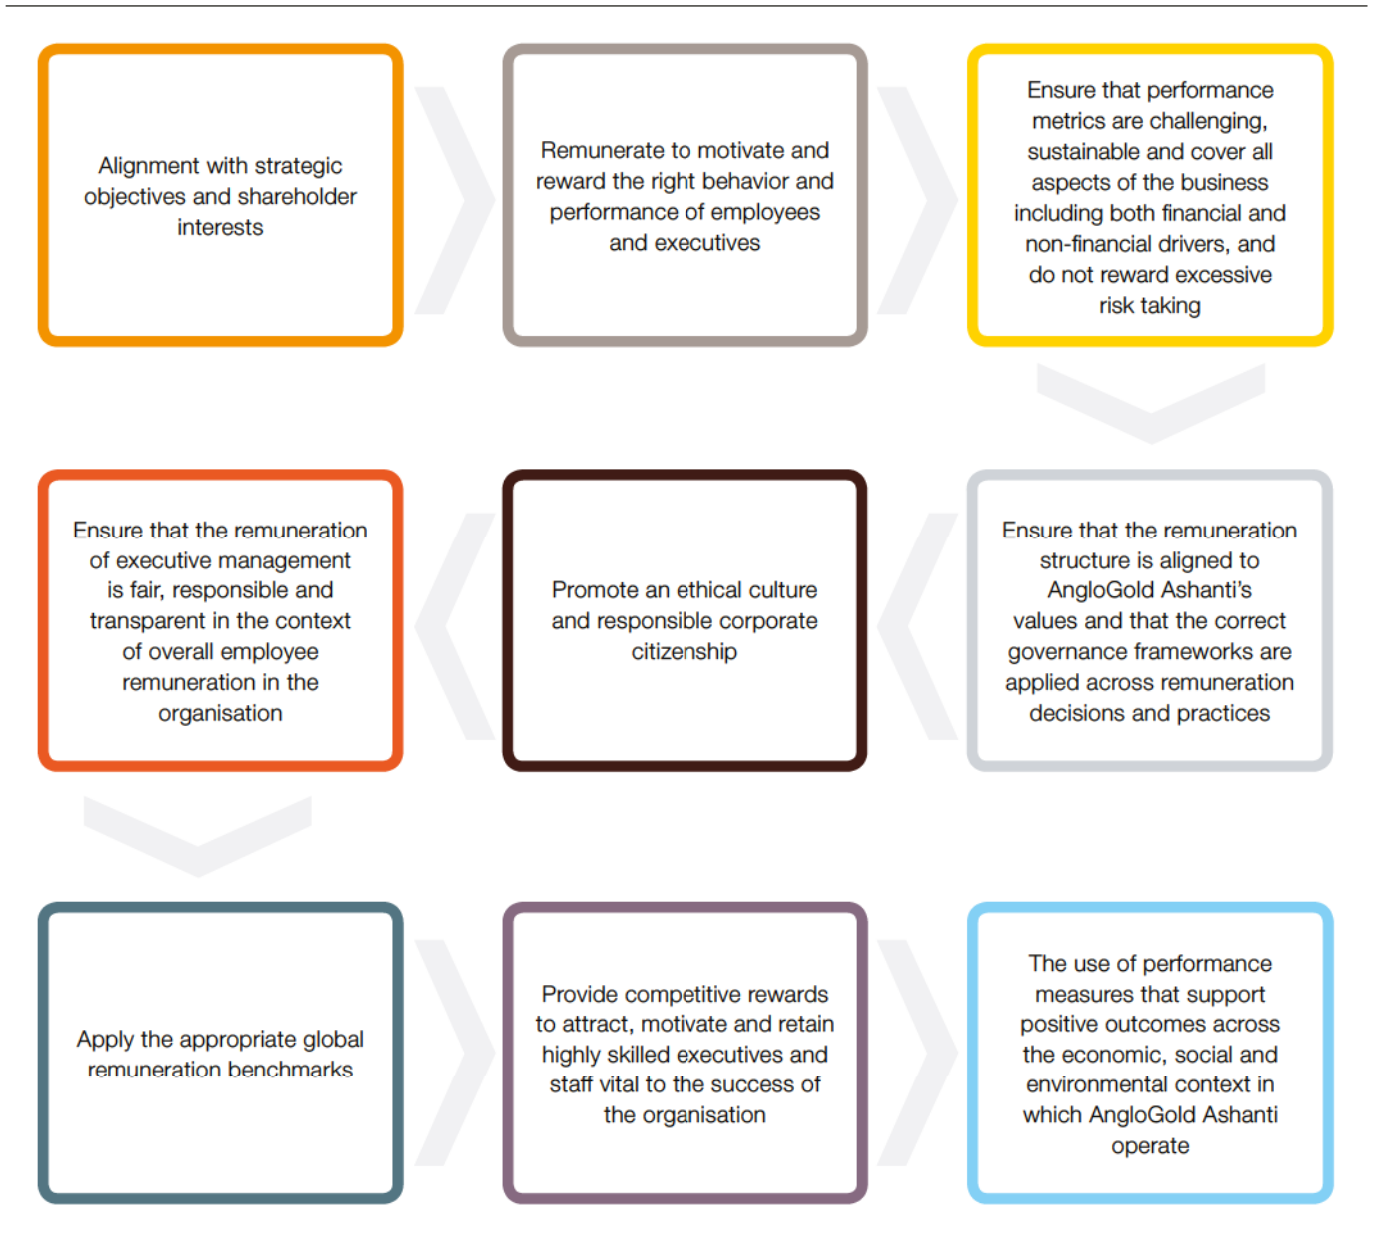 Alignment with strategic
objectives and shareholder
interests
Remunerate to motivate and
reward the right behavior and
performance of employees
and executives
Ensure that performance
metrics are challenging,
sustainable and cover all
aspects of the business
including both financial and
non-financial drivers, and
do not reward excessive
risk taking
Ensure that the remuneration
structure is aligned to
AngloGold Ashanti’s
values and that the correct
governance frameworks are
applied across remuneration
decisions and practices
Promote an ethical culture
and responsible corporate
citizenship
Ensure that the remuneration
of executive management
is fair, responsible and
transparent in the context
of overall employee
remuneration in the
organisation
Apply the appropriate global
remuneration benchmarks
Provide competitive rewards
to attract, motivate and retain
highly skilled executives and
staff vital to the success of
the organisation
The use of performance
measures that support
positive outcomes across
the economic, social and
environmental context in
which AngloGold Ashanti
operate